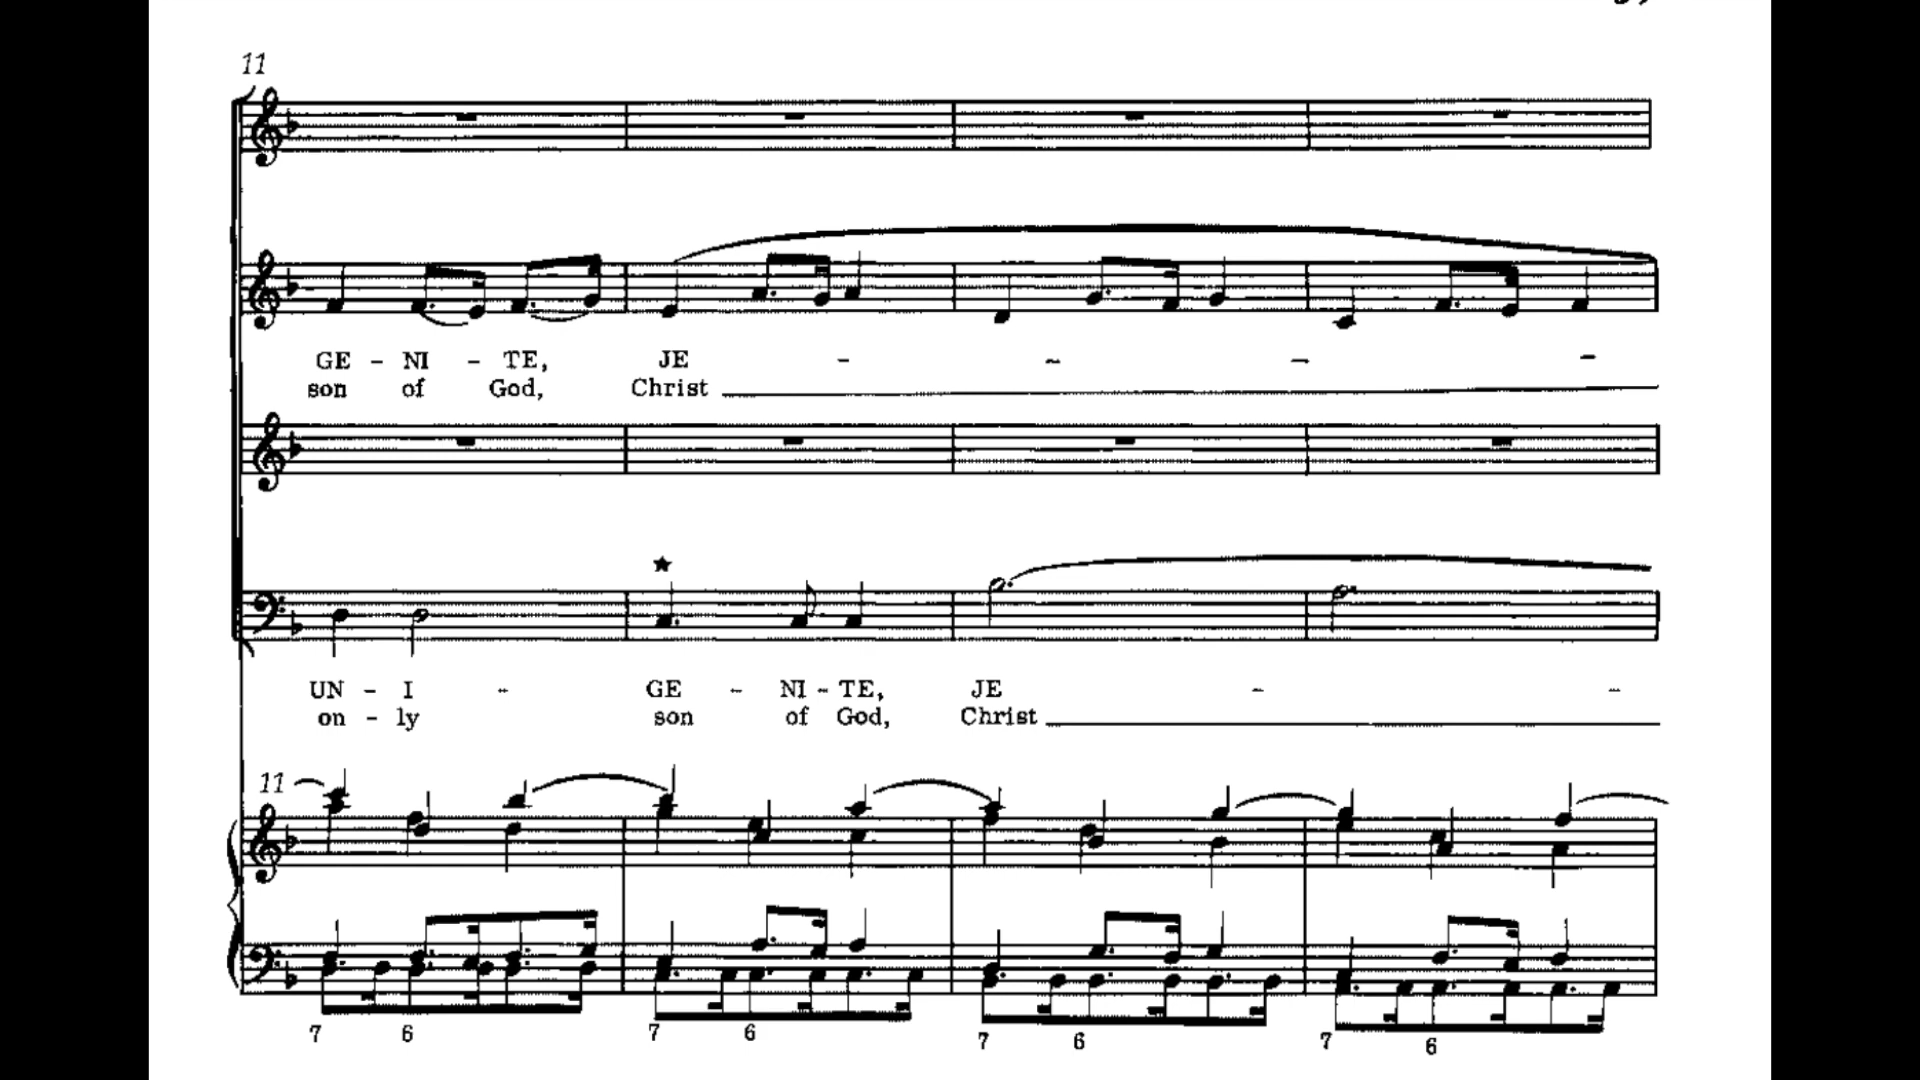 11
GE - NI - TE, JE - - - -
son of God, Christ
UN - I - GE - NI - TE, JE - -
on - ly son of God, Christ
11
7 6 7 6 7 6 7 6